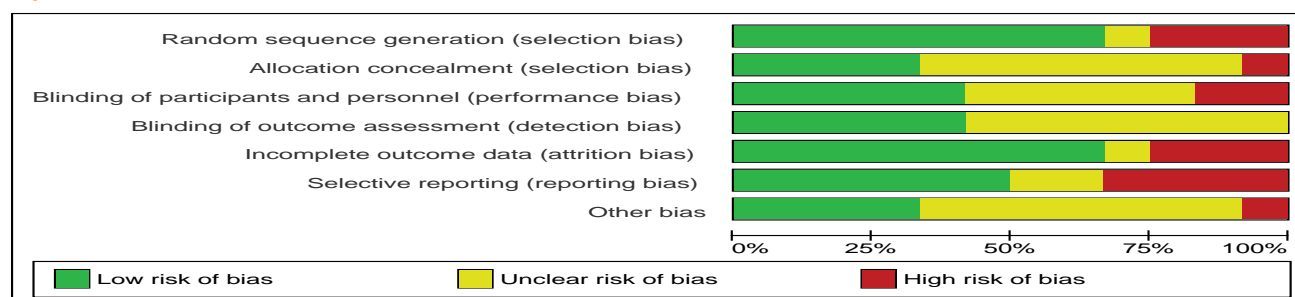 Random sequence generation (selection bias)
Allocation concealment (selection bias)
Blinding of participants and personnel (performance bias)
Blinding of outcome assessment (detection bias)
Incomplete outcome data (attrition bias)
Selective reporting (reporting bias)
Other bias
0% 25% 50% 75% 100%
Low risk of bias Unclear risk of bias High risk of bias